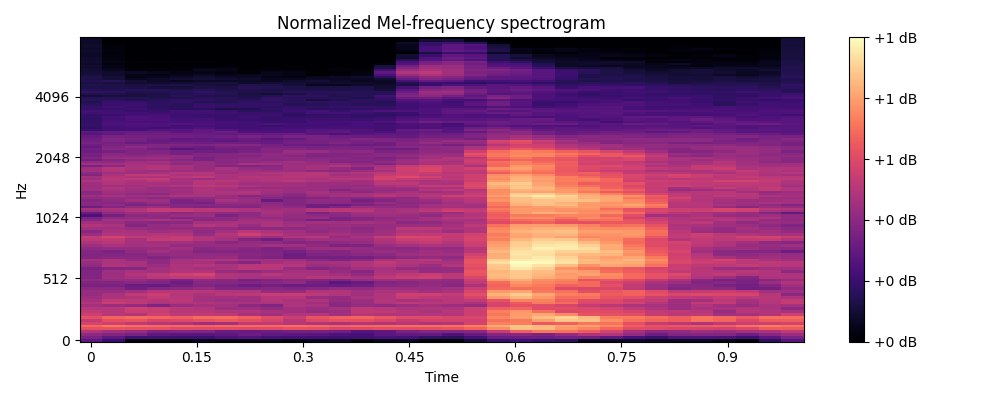 Normalized Mel-frequency spectrogram
Hz
4096
2048
1024
512
0
0 0.15 0.3 0.45 0.6 0.75 0.9
Time
+1 dB
+1 dB
+1 dB
+0 dB
+0 dB
+0 dB